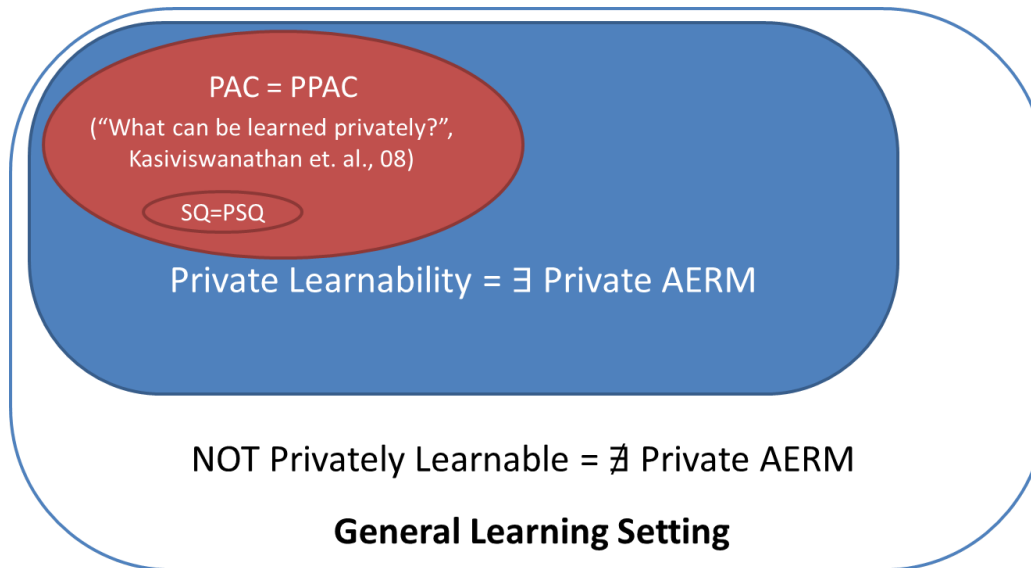 PAC = PPAC
(“What can be learned privately?”,
Kasiviswanathan et. al., 08)
SQ=PSQ
Private Learnability = ∃ Private AERM
NOT Privately Learnable = ∄ Private AERM
General Learning Setting